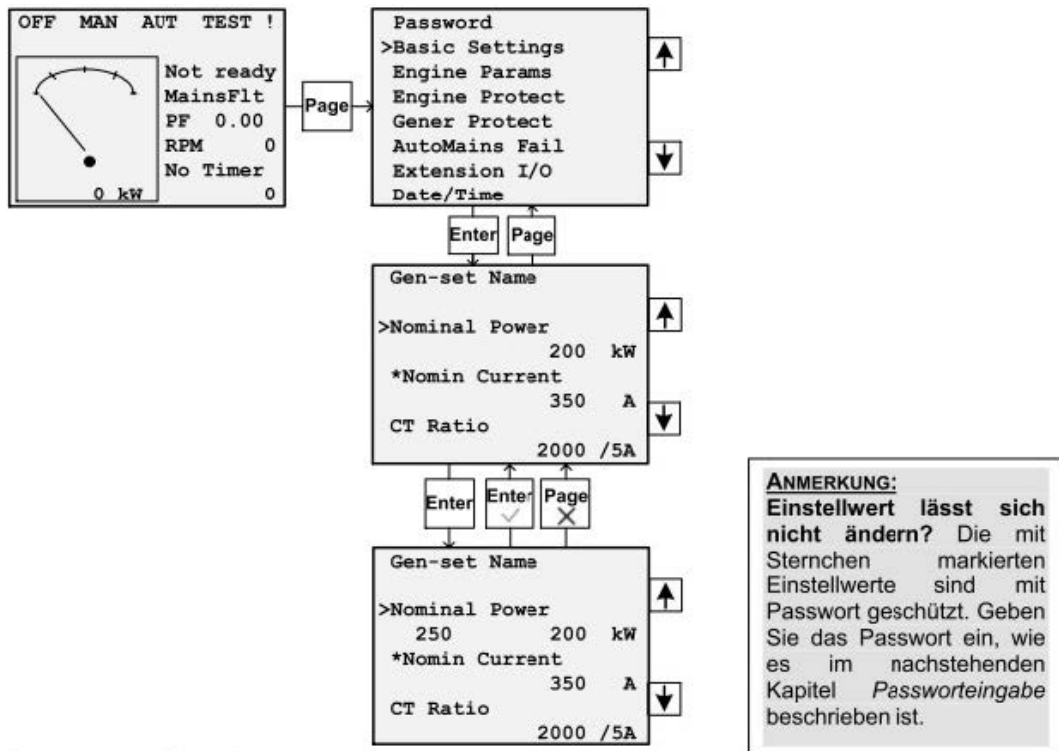 OFF MAN AUT TEST !
Not ready
MainsFlt
PF 0.00
RPM 0
No Timer
0 kW 0
Page
Password
>Basic Settings
Engine Params
Engine Protect
Gener Protect
AutoMains Fail
Extension I/O
Date/Time
Enter Page
Gen-set Name
>Nominal Power
200 kW
*Nomin Current
350 A
CT Ratio
2000 /5A
Enter Enter Page
Gen-set Name
>Nominal Power
250 200 kW
*Nomin Current
350 A
CT Ratio
2000 /5A
ANMERKUNG:
Einstellwert lässt sich
nicht ändern? Die mit
Sternchen markierten
Einstellwerte sind mit
Passwort geschützt. Geben
Sie das Passwort ein, wie
es im nachstehenden
Kapitel Passworteingabe
beschrieben ist.